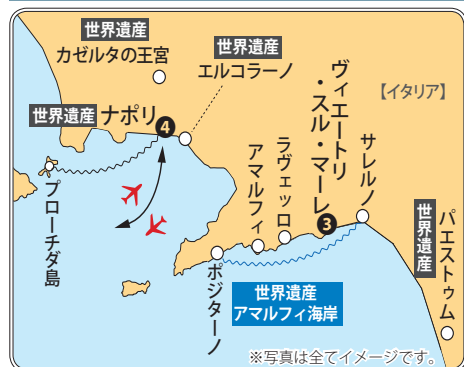 世界遺産
カゼルタの王宮
世界遺産
エルコラーノ
【イタリア】
世界遺産 ナポリ
4
プローチダ島
ヴィエートリ
・スル・マーレ
3
サレルノ
ラヴェッロ
アマルフィ
ポジターノ
世界遺産
アマルフィ海岸
パエストゥム
世界遺産
※写真は全てイメージです。